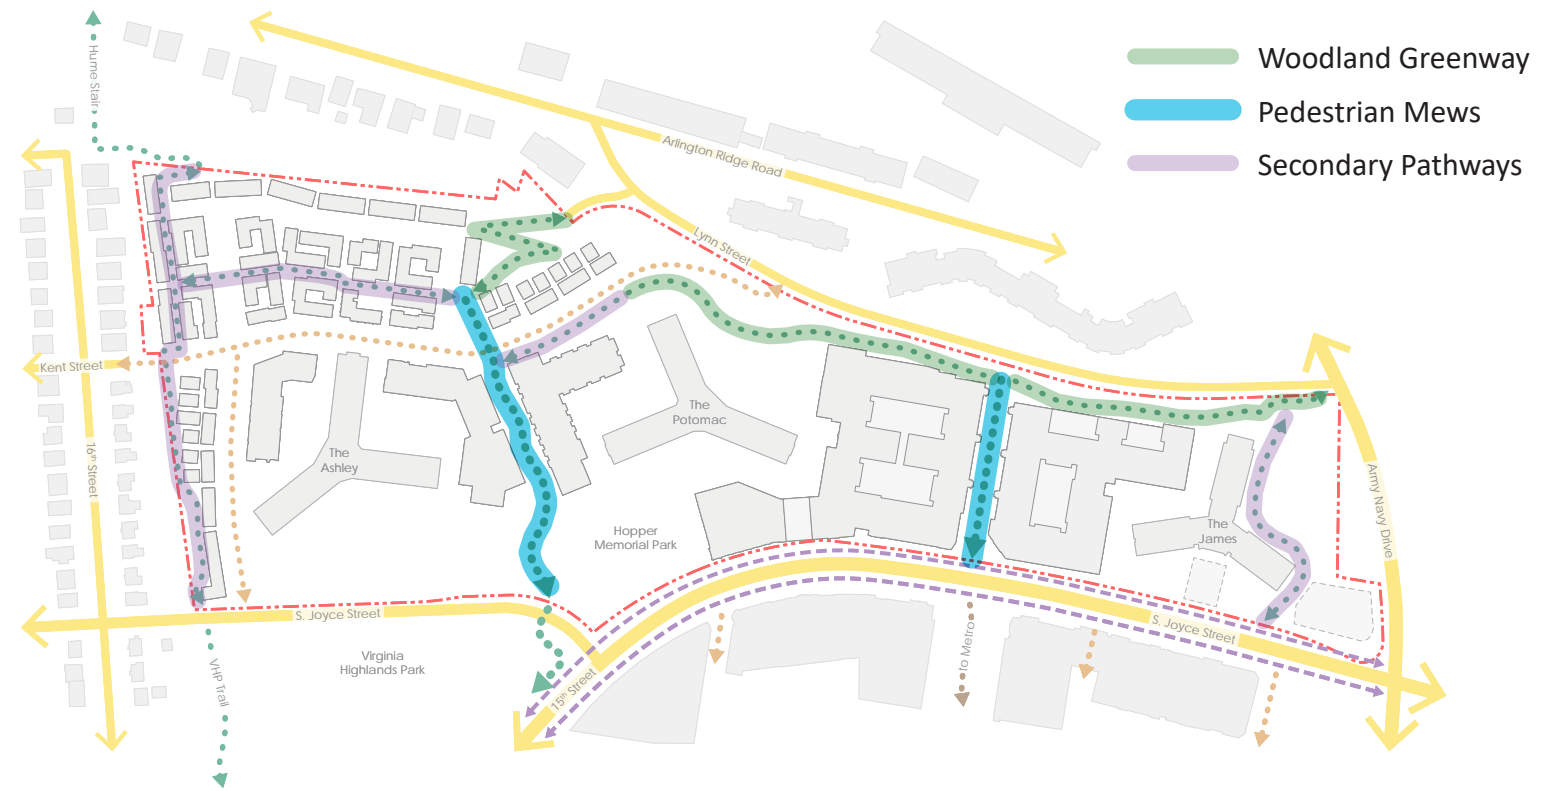 Woodland Greenway
Pedestrian Mews
Secondary Pathways
Hume Stair
Arlington Ridge Road
Lynn Street
Kent Street
16th Street
The
Ashley
The
Potomac
Hopper
Memorial Park
The
James
Army Navy Drive
S. Joyce Street
S. Joyce Street
Virginia
Highlands Park
VHP Trail
15th Street
to Metro